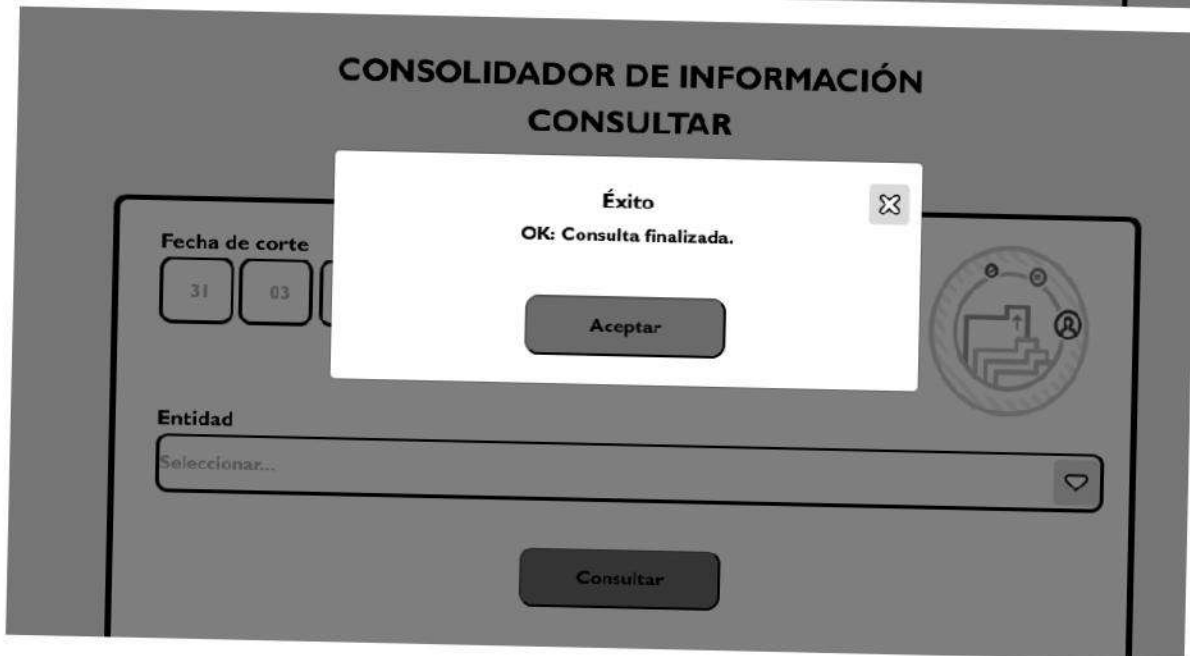 CONSOLIDADOR DE INFORMACIÓN
CONSULTAR
Éxito
OK: Consulta finalizada.
Aceptar
Fecha de corte
31 03
Entidad
Seleccionar...
Consultar